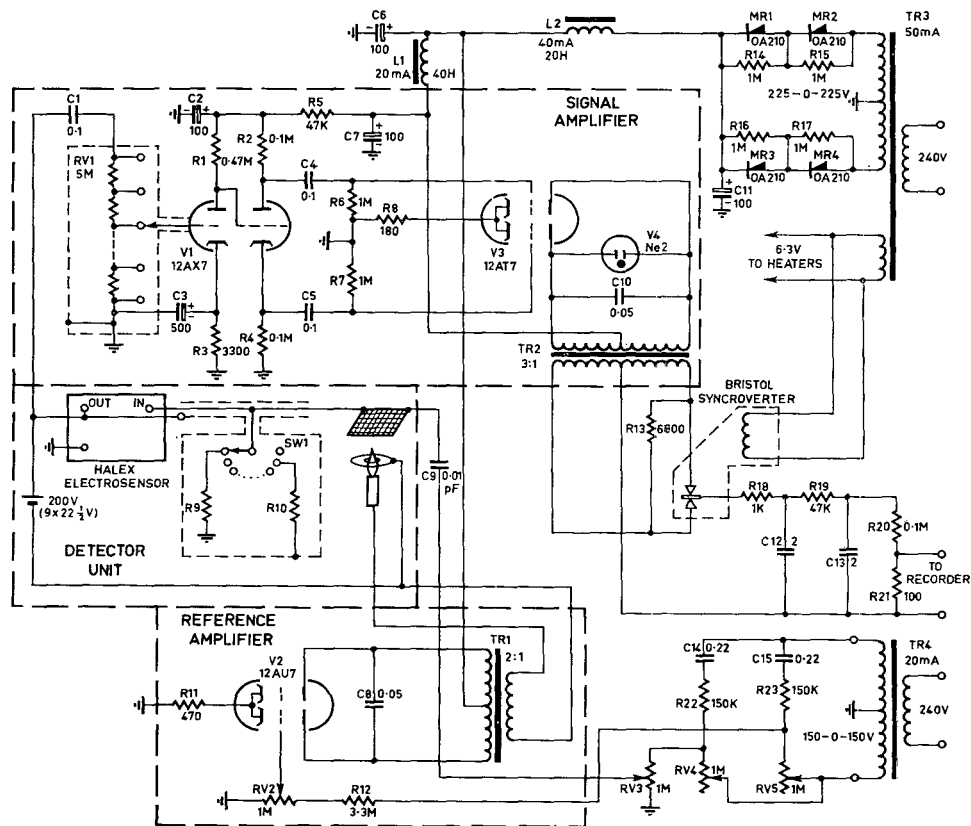 C6
100
L1
20mA
40H
L2
40mA
20H
MR1
OA210
MR2
OA210
R14
1M
R15
1M
TR3
50mA
225-0-225V
R16
1M
R17
1M
MR3
OA210
MR4
OA210
C11
100
240V
6·3V
TO HEATERS
SIGNAL
AMPLIFIER
C1
0·1
C2
100
R5
47K
C7
100
R2
0·1M
R1
0·47M
RV1
5M
V1
12AX7
C4
0·1
R6
1M
R8
180
R7
1M
V3
12AT7
V4
Ne2
C10
0·05
C3
500
R3
3300
R4
0·1M
C5
0·1
TR2
3:1
BRISTOL
SYNCROVERTER
R13
6800
R18
1K
R19
47K
C12
2
C13
2
R20
0·1M
R21
100
TO
RECORDER
OUT
IN
HALEX
ELECTROSENSOR
SW1
R9
R10
200V
(9x22 ½V)
DETECTOR
UNIT
C9
0·01
pF
REFERENCE
AMPLIFIER
V2
12AU7
R11
470
C8
0·05
TR1
2:1
RV2
1M
R12
3·3M
C14
0·22
C15
0·22
R22
150K
R23
150K
RV3
1M
RV4
1M
RV5
1M
TR4
20mA
150-0-150V
240V